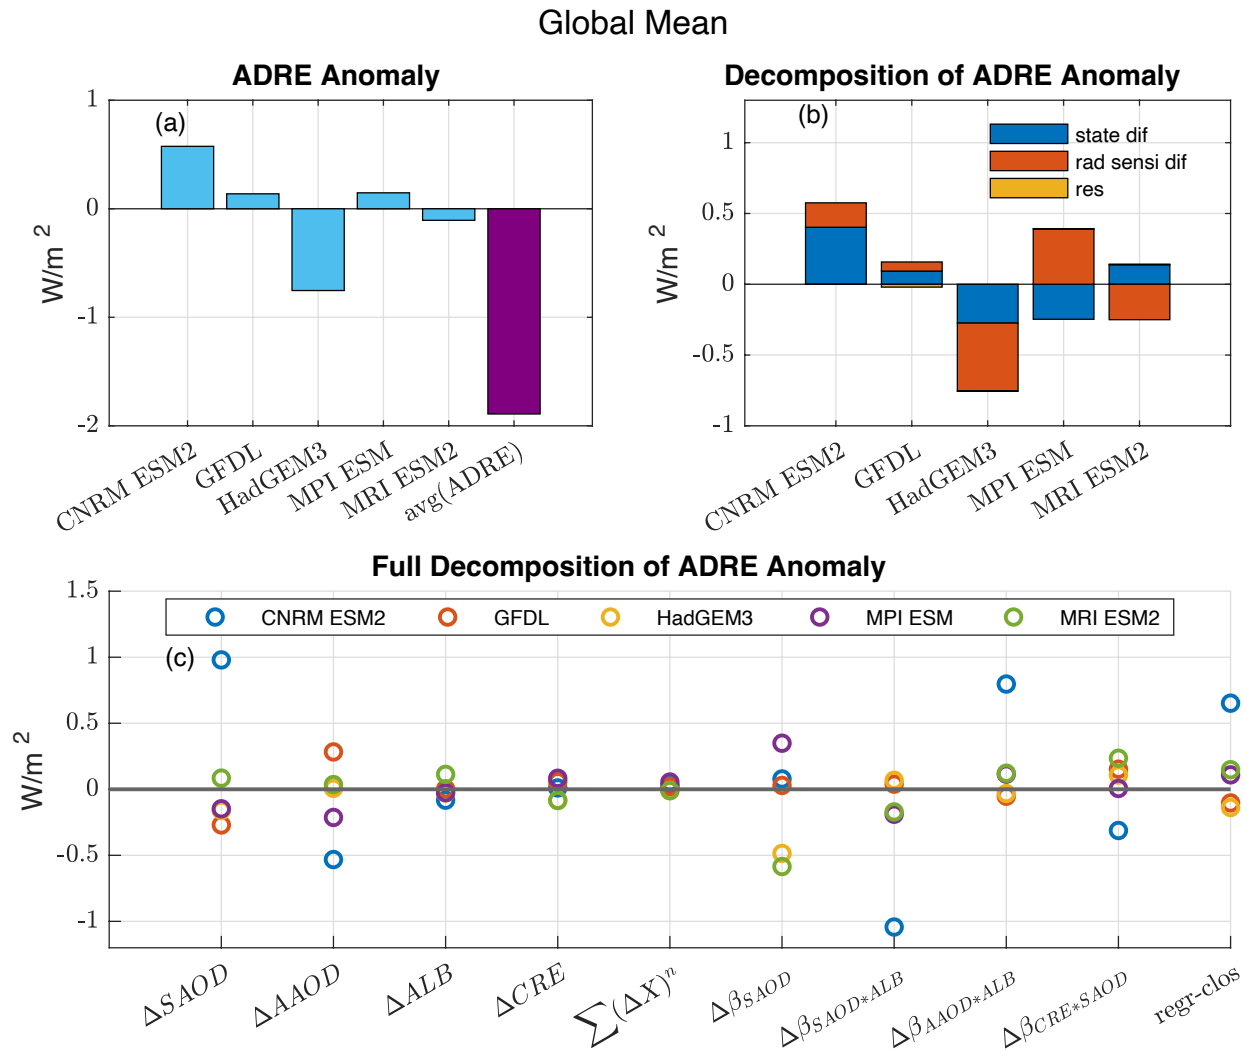 Global Mean
ADRE Anomaly
(a)
W/m 2
1
0
-1
-2
CNRM ESM2
GFDL
HadGEM3
MPI ESM
MRI ESM2
avg(ADRE)
Decomposition of ADRE Anomaly
(b)
state dif
rad sensi dif
res
W/m 2
1
0.5
0
-0.5
-1
CNRM ESM2
GFDL
HadGEM3
MPI ESM
MRI ESM2
Full Decomposition of ADRE Anomaly
CNRM ESM2 GFDL HadGEM3 MPI ESM MRI ESM2
(c)
W/m 2
1.5
1
0.5
0
-0.5
-1
ΔSAOD
ΔAAOD
ΔALB
ΔCRE
∑(ΔX)ⁿ
Δβ_SAOD
Δβ_SAOD*ALB
Δβ_AAOD*ALB
Δβ_CRE*SAOD
regr-clos